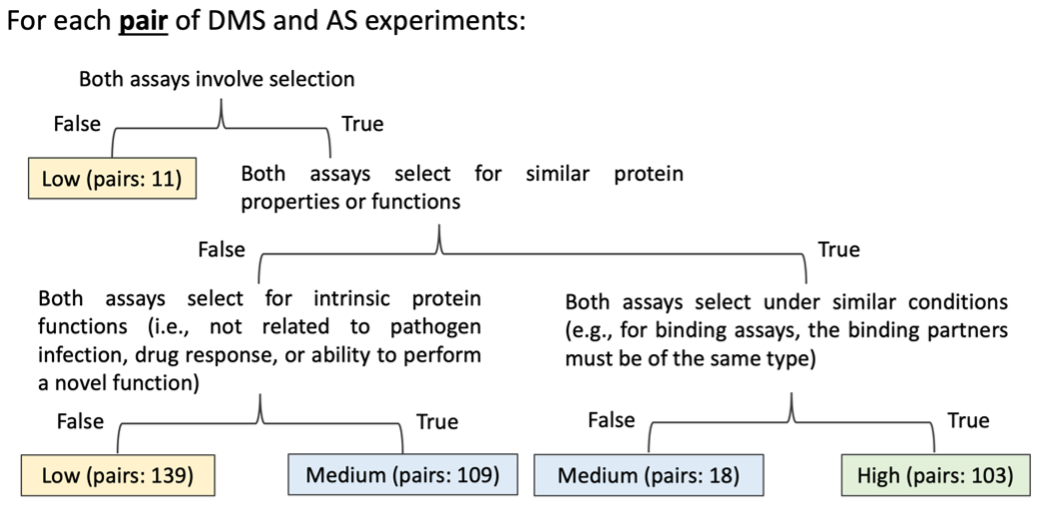 For each pair of DMS and AS experiments:
Both assays involve selection
False
True
Low (pairs: 11)
Both assays select for similar protein
properties or functions
False
True
Both assays select for intrinsic protein
functions (i.e., not related to pathogen
infection, drug response, or ability to perform
a novel function)
Both assays select under similar conditions
(e.g., for binding assays, the binding partners
must be of the same type)
False
True
False
True
Low (pairs: 139)
Medium (pairs: 109)
Medium (pairs: 18)
High (pairs: 103)